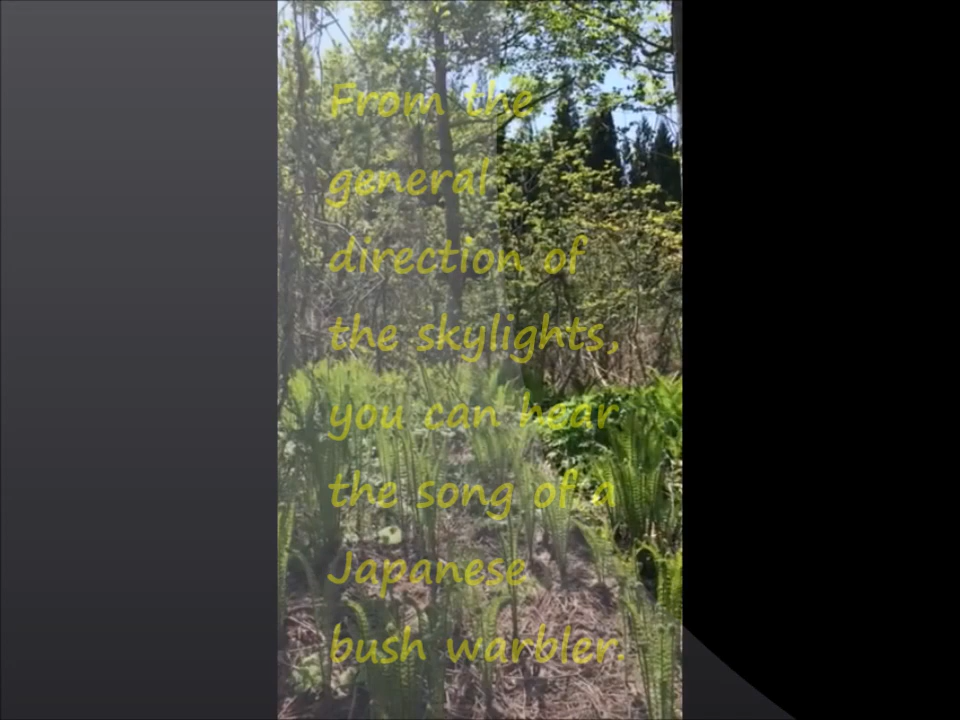 From the
general
direction of
the skylights,
you can hear
the song of a
Japanese
bush warbler.